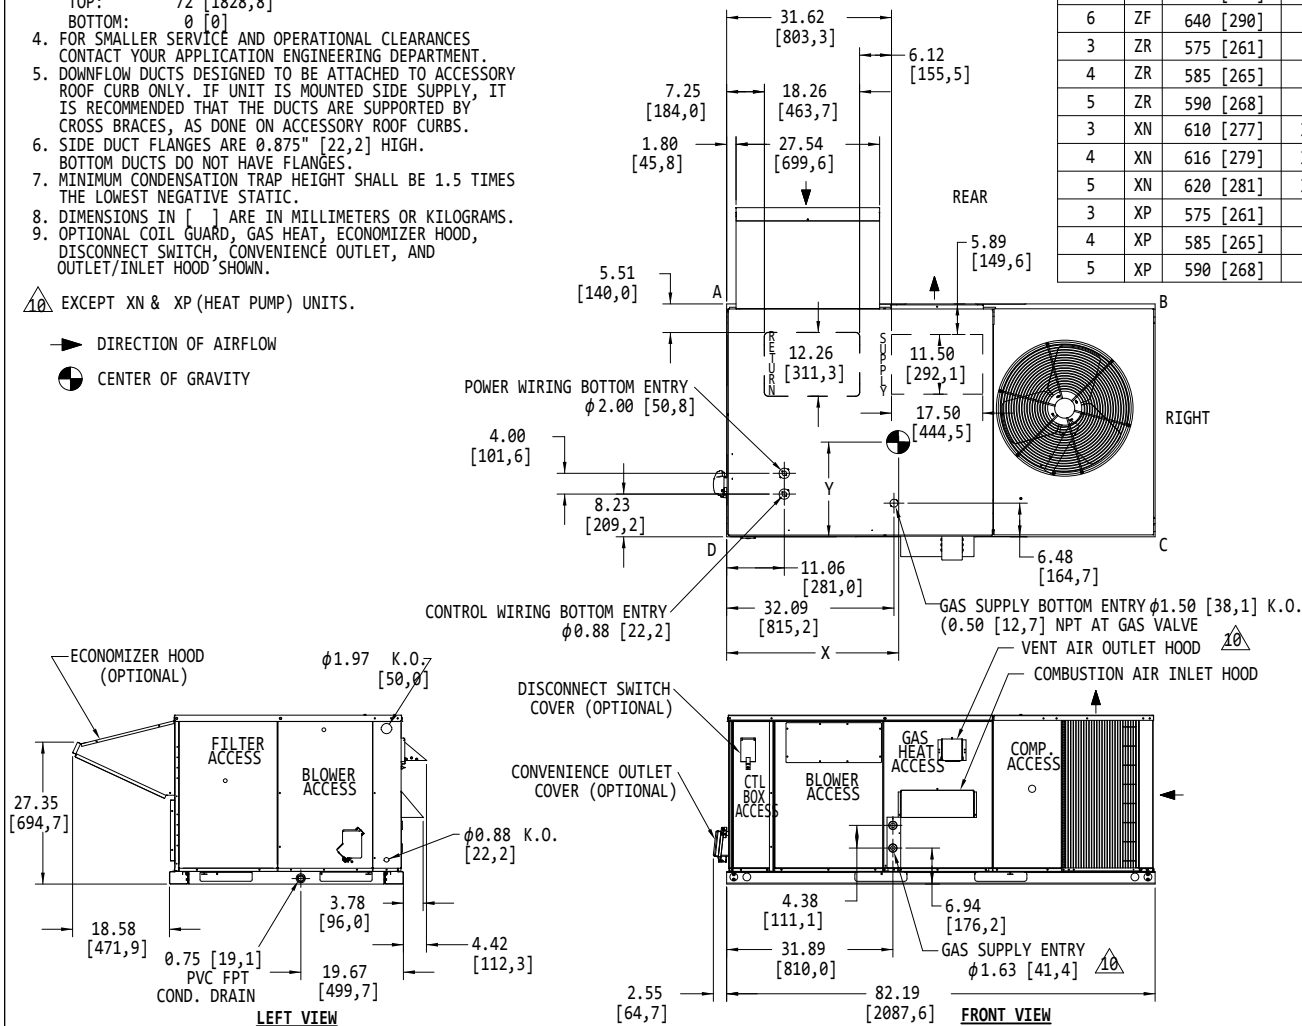 TOP: 72 [1828,8]
BOTTOM: 0 [0]
4. FOR SMALLER SERVICE AND OPERATIONAL CLEARANCES
CONTACT YOUR APPLICATION ENGINEERING DEPARTMENT.
5. DOWNFLOW DUCTS DESIGNED TO BE ATTACHED TO ACCESSORY
ROOF CURB ONLY. IF UNIT IS MOUNTED SIDE SUPPLY, IT
IS RECOMMENDED THAT THE DUCTS ARE SUPPORTED BY
CROSS BRACES, AS DONE ON ACCESSORY ROOF CURBS.
6. SIDE DUCT FLANGES ARE 0.875" [22,2] HIGH.
BOTTOM DUCTS DO NOT HAVE FLANGES.
7. MINIMUM CONDENSATION TRAP HEIGHT SHALL BE 1.5 TIMES
THE LOWEST NEGATIVE STATIC.
8. DIMENSIONS IN [ ] ARE IN MILLIMETERS OR KILOGRAMS.
9. OPTIONAL COIL GUARD, GAS HEAT, ECONOMIZER HOOD,
DISCONNECT SWITCH, CONVENIENCE OUTLET, AND
OUTLET/INLET HOOD SHOWN.
10 EXCEPT XN & XP (HEAT PUMP) UNITS.
DIRECTION OF AIRFLOW
CENTER OF GRAVITY
6 ZF 640 [290]
3 ZR 575 [261]
4 ZR 585 [265]
5 ZR 590 [268]
3 XN 610 [277]
4 XN 616 [279]
5 XN 620 [281]
3 XP 575 [261]
4 XP 585 [265]
5 XP 590 [268]
31.62
[803,3]
6.12
[155,5]
7.25
[184,0]
18.26
[463,7]
1.80
[45,8]
27.54
[699,6]
REAR
5.89
[149,6]
5.51
[140,0]
A
B
RETURN
12.26
[311,3]
SUPPLY
11.50
[292,1]
17.50
[444,5]
RIGHT
POWER WIRING BOTTOM ENTRY
ϕ2.00 [50,8]
4.00
[101,6]
Y
8.23
[209,2]
D
C
11.06
[281,0]
6.48
[164,7]
CONTROL WIRING BOTTOM ENTRY
ϕ0.88 [22,2]
32.09
[815,2]
X
GAS SUPPLY BOTTOM ENTRY ϕ1.50 [38,1] K.O.
(0.50 [12,7] NPT AT GAS VALVE
10
VENT AIR OUTLET HOOD
COMBUSTION AIR INLET HOOD
ECONOMIZER HOOD
(OPTIONAL)
ϕ1.97 K.O.
[50,0]
FILTER
ACCESS
BLOWER
ACCESS
27.35
[694,7]
ϕ0.88 K.O.
[22,2]
3.78
[96,0]
18.58
[471,9]
4.42
[112,3]
0.75 [19,1]
PVC FPT
COND. DRAIN
19.67
[499,7]
LEFT VIEW
DISCONNECT SWITCH
COVER (OPTIONAL)
CONVENIENCE OUTLET
COVER (OPTIONAL)
CTL
BOX
ACCESS
BLOWER
ACCESS
GAS
HEAT
ACCESS
COMP.
ACCESS
4.38
[111,1]
6.94
[176,2]
31.89
[810,0]
GAS SUPPLY ENTRY
ϕ1.63 [41,4]
10
2.55
[64,7]
82.19
[2087,6]
FRONT VIEW